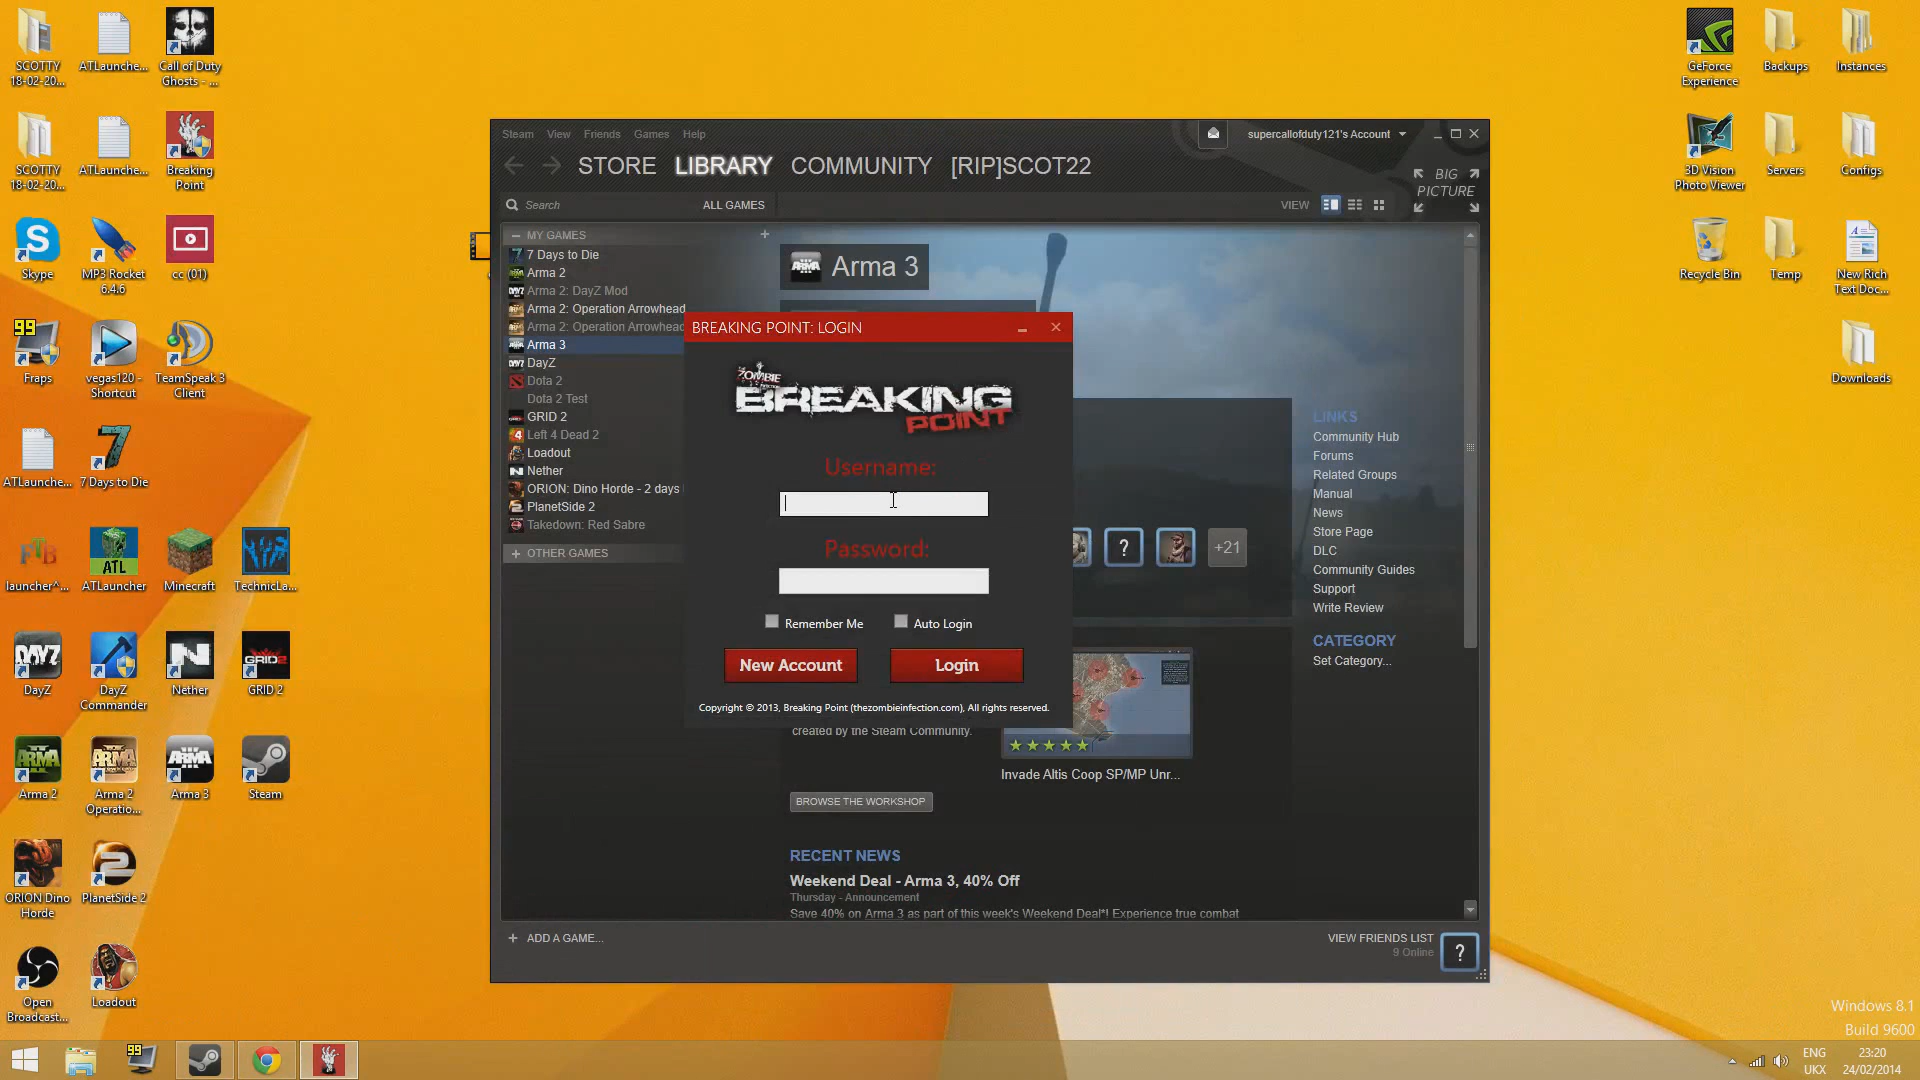 SCOTTY
18-02-20...
ATLaunche...
Call of Duty
Ghosts - ...
SCOTTY
18-02-20...
ATLaunche...
Breaking
Point
Skype
MP3 Rocket
6.4.6
cc (01)
99
Fraps
vegas120 -
Shortcut
TeamSpeak 3
Client
ATLaunche...
7 Days to Die
launcher^...
ATL
ATLauncher
Minecraft
TechnicLa...
DayZ
DayZ
Commander
Nether
GRID 2
Arma 2
Arma 2
Operatio...
Arma 3
Steam
ORION Dino
Horde
PlanetSide 2
Open
Broadcast...
Loadout
Steam View Friends Games Help
supercallofduty121's Account
STORE LIBRARY COMMUNITY [RIP]SCOT22
BIG
PICTURE
Search
ALL GAMES
VIEW
MY GAMES
7 Days to Die
Arma 2
Arma 2: DayZ Mod
Arma 2: Operation Arrowhead
Arma 2: Operation Arrowhead
Arma 3
DayZ
Dota 2
Dota 2 Test
GRID 2
Left 4 Dead 2
Loadout
Nether
ORION: Dino Horde - 2 days
PlanetSide 2
Takedown: Red Sabre
OTHER GAMES
Arma 3
BREAKING POINT: LOGIN
ZOMBIE
BREAKING
POINT
Username:
Password:
Remember Me
Auto Login
New Account
Login
Copyright © 2013, Breaking Point (thezombieinfection.com), All rights reserved.
+21
LINKS
Community Hub
Forums
Related Groups
Manual
News
Store Page
DLC
Community Guides
Support
Write Review
CATEGORY
Set Category...
created by the Steam Community.
Invade Altis Coop SP/MP Unr...
BROWSE THE WORKSHOP
RECENT NEWS
Weekend Deal - Arma 3, 40% Off
Thursday - Announcement
Save 40% on Arma 3 as part of this week's Weekend Deal*! Experience true combat
ADD A GAME...
VIEW FRIENDS LIST
9 Online
GeForce
Experience
Backups
Instances
3D Vision
Photo Viewer
Servers
Configs
Recycle Bin
Temp
New Rich
Text Doc...
Downloads
Windows 8.1
Build 9600
99
ENG
UKX
23:20
24/02/2014